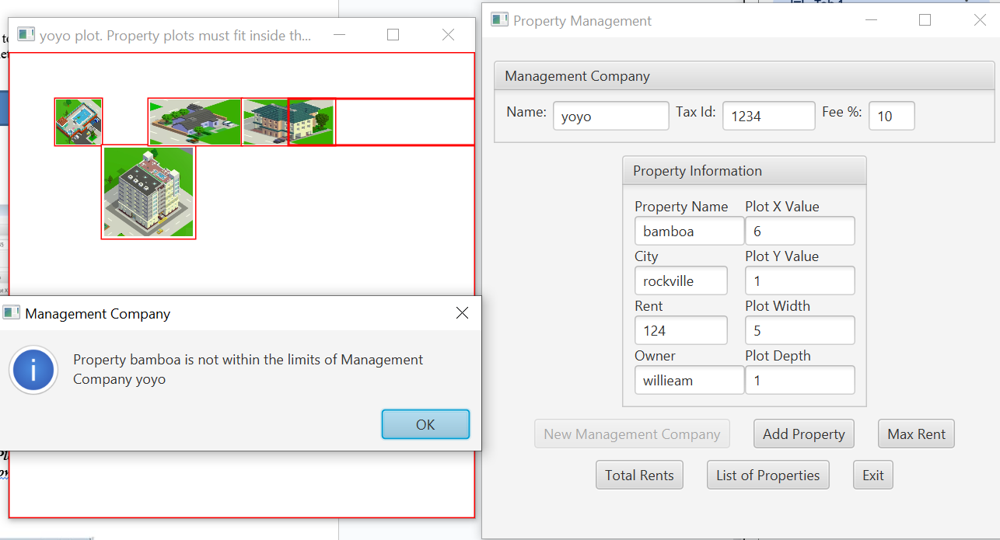 yoyo plot. Property plots must fit inside th...
Property Management
Management Company
Name: yoyo Tax Id: 1234 Fee %: 10
Property Information
Property Name Plot X Value
bamboa 6
City Plot Y Value
rockville 1
Rent Plot Width
124 5
Owner Plot Depth
willieam 1
New Management Company Add Property Max Rent
Total Rents List of Properties Exit
Management Company
Property bamboa is not within the limits of Management
Company yoyo
OK